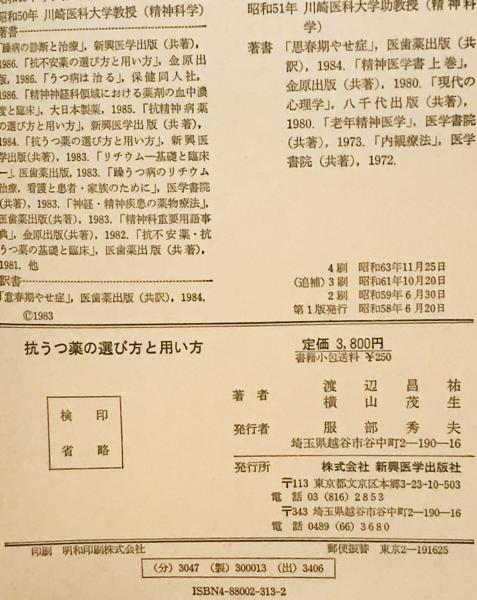 昭和50年 川崎医科大学教授（精神科学）
著書
「躁病の診断と治療」，新興医学出版（共著），
1986.「抗不安薬の選び方と用い方」，金原出
版，1986.「うつ病は治る」，保健同人社，
1986.「精神神経科領域における薬剤の血中濃
度と臨床」，大日本製薬，1985.「抗精神病薬
の選び方と用い方」，新興医学出版（共著），
1984.「抗うつ薬の選び方と用い方」，新興医
学出版(共著)，1983.「リチウム―基礎と臨床
―」，医歯薬出版，1983.「躁うつ病のリチウム
治療，看護と患者・家族のために」，医学書院
(共著)，1983.「神経・精神疾患の薬物療法」，
医歯薬出版(共著)，1983.「精神科重要用語事
典」，金原出版(共著)，1982.「抗不安薬・抗
うつ薬の基礎と臨床」，医歯薬出版（共著），
1981. 他
訳書
「意春期やせ症」，医歯薬出版（共訳），1984.
©1983
昭和51年 川崎医科大学助教授（精神科
学）
著書 「思春期やせ症」，医歯薬出版（共
訳），1984.「精神医学書上巻」，
金原出版（共著），1980.「現代の
心理学」，八千代出版（共著），
1980.「老年精神医学」，医学書院
（共著），1973.「内観療法」，医学
書院（共著），1972.
4刷 昭和63年11月25日
（追補）3刷 昭和61年10月20日
2刷 昭和59年6月30日
第1版発行 昭和58年6月20日
抗うつ薬の選び方と用い方
定価 3,800円
書籍小包送料 ¥250
検印
省略
著者 渡辺昌祐
横山茂生
発行者 服部秀夫
埼玉県越谷市谷中町2―190―16
発行所 株式会社 新興医学出版社
〒113 東京都文京区本郷3-23-10-503
電話 03 (816) 2853
〒343 埼玉県越谷市谷中町2―190―16
電話 0489 (66) 3680
印刷 明和印刷株式会社 郵便振替 東京2―191625
（分）3047 （製）300013 （出）3406
ISBN4-88002-313-2